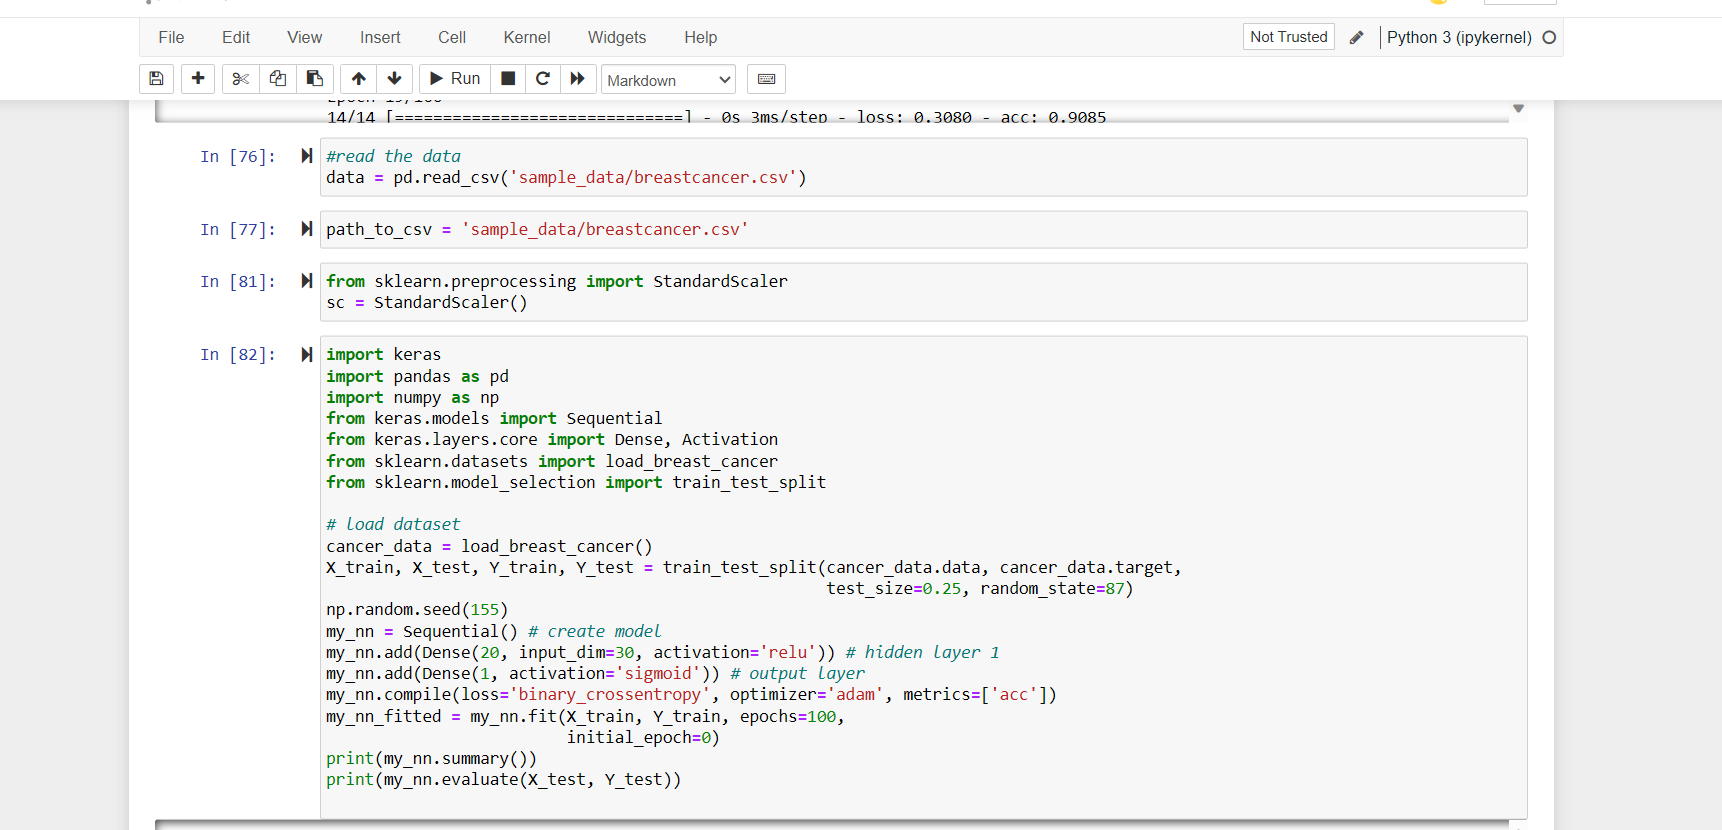 File Edit View Insert Cell Kernel Widgets Help Not Trusted Python 3 (ipykernel)
Run Markdown
14/14 [==============================] - 0s 3ms/step - loss: 0.3080 - acc: 0.9085
In [76]: #read the data
data = pd.read_csv('sample_data/breastcancer.csv')
In [77]: path_to_csv = 'sample_data/breastcancer.csv'
In [81]: from sklearn.preprocessing import StandardScaler
sc = StandardScaler()
In [82]: import keras
import pandas as pd
import numpy as np
from keras.models import Sequential
from keras.layers.core import Dense, Activation
from sklearn.datasets import load_breast_cancer
from sklearn.model_selection import train_test_split
# load dataset
cancer_data = load_breast_cancer()
X_train, X_test, Y_train, Y_test = train_test_split(cancer_data.data, cancer_data.target,
test_size=0.25, random_state=87)
np.random.seed(155)
my_nn = Sequential() # create model
my_nn.add(Dense(20, input_dim=30, activation='relu')) # hidden layer 1
my_nn.add(Dense(1, activation='sigmoid')) # output layer
my_nn.compile(loss='binary_crossentropy', optimizer='adam', metrics=['acc'])
my_nn_fitted = my_nn.fit(X_train, Y_train, epochs=100,
initial_epoch=0)
print(my_nn.summary())
print(my_nn.evaluate(X_test, Y_test))